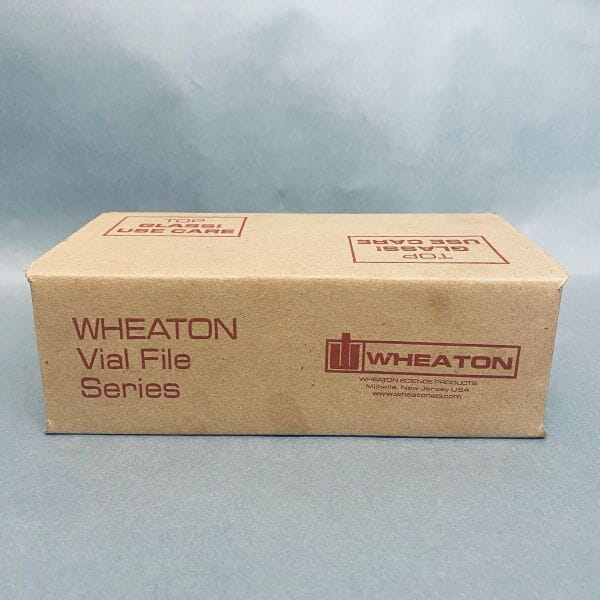 TOP
GLASS!
USE CARE
TOP
GLASS!
USE CARE
WHEATON
Vial File
Series
WHEATON
WHEATON SCIENCE PRODUCTS
Millville, New Jersey USA
www.wheatonsci.com